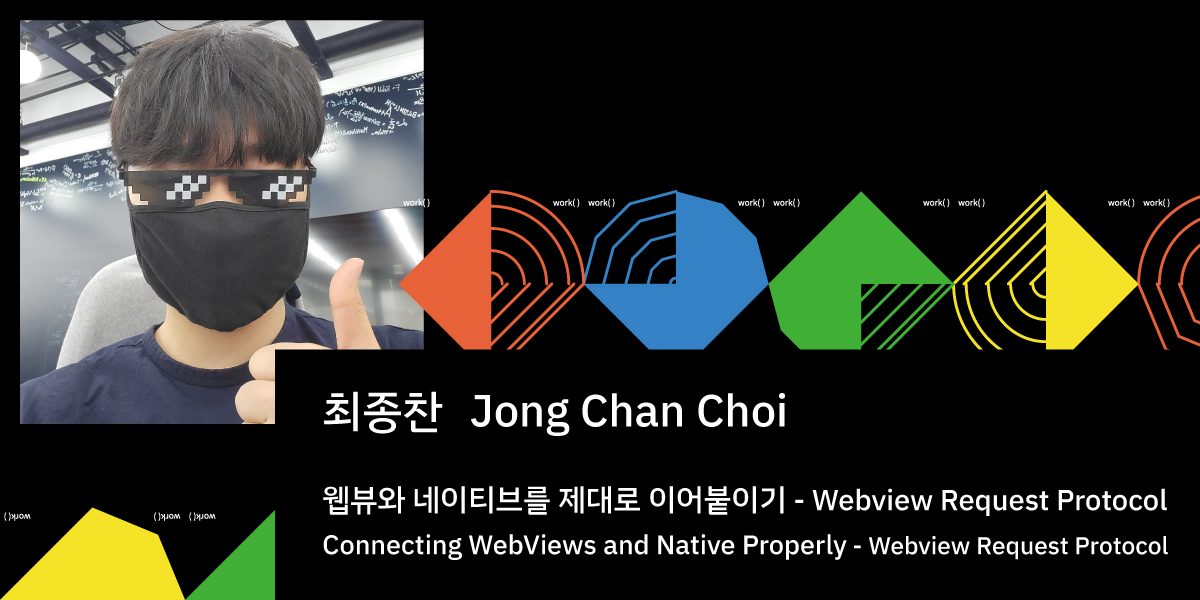 work( ) work( ) work( ) work( ) work( ) work( ) work( ) work( ) work( )
최종찬 Jong Chan Choi
웹뷰와 네이티브를 제대로 이어붙이기 - Webview Request Protocol
Connecting WebViews and Native Properly - Webview Request Protocol
work( ) work( ) work( )